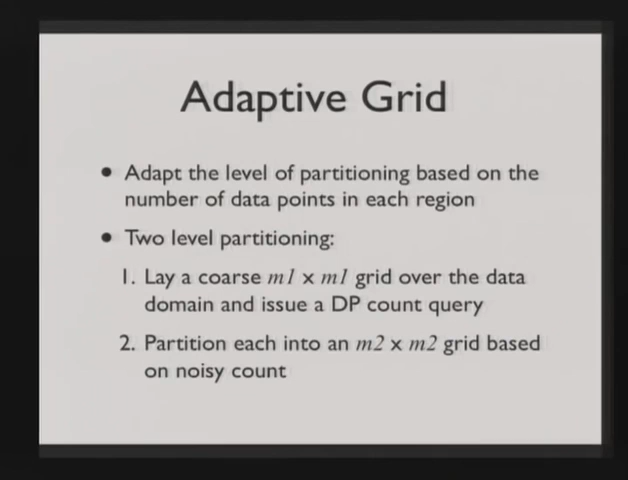 Adaptive Grid
• Adapt the level of partitioning based on the
number of data points in each region
• Two level partitioning:
1. Lay a coarse m1 x m1 grid over the data
domain and issue a DP count query
2. Partition each into an m2 x m2 grid based
on noisy count